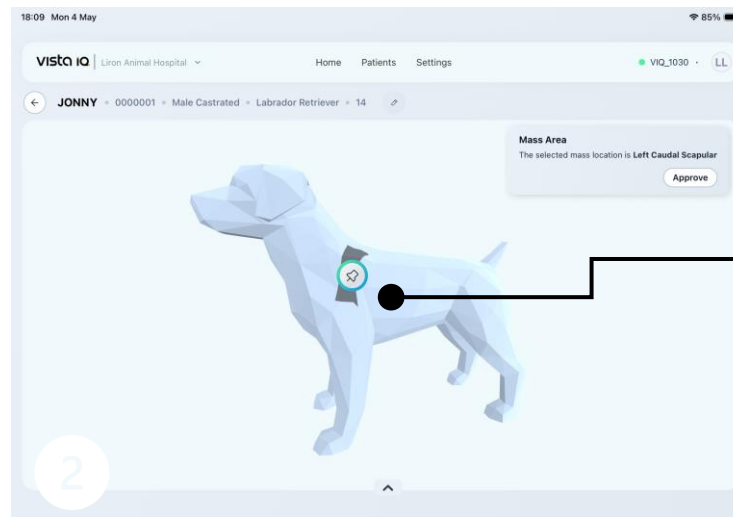 18:09 Mon 4 May
85%
VISTA IQ | Liron Animal Hospital
Home Patients Settings
VIQ_1030
LL
JONNY • 0000001 • Male Castrated • Labrador Retriever • 14
Mass Area
The selected mass location is Left Caudal Scapular
Approve
2